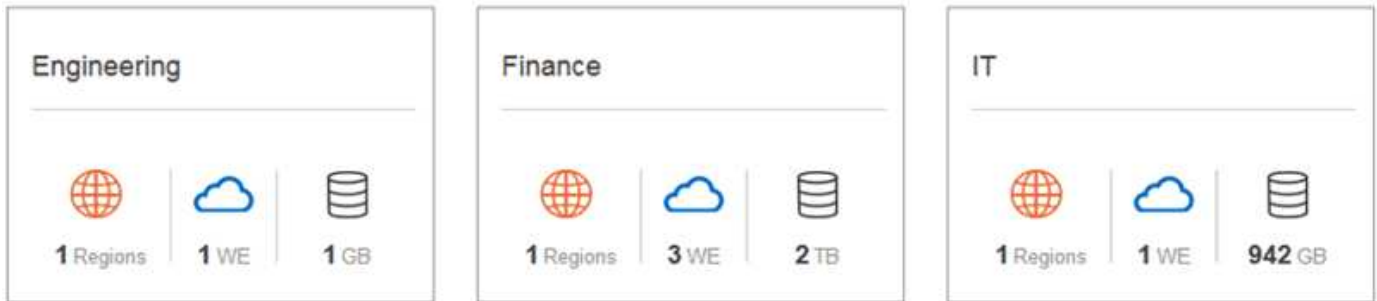 Engineering
1 Regions
1 WE
1 GB
Finance
1 Regions
3 WE
2 TB
IT
1 Regions
1 WE
942 GB